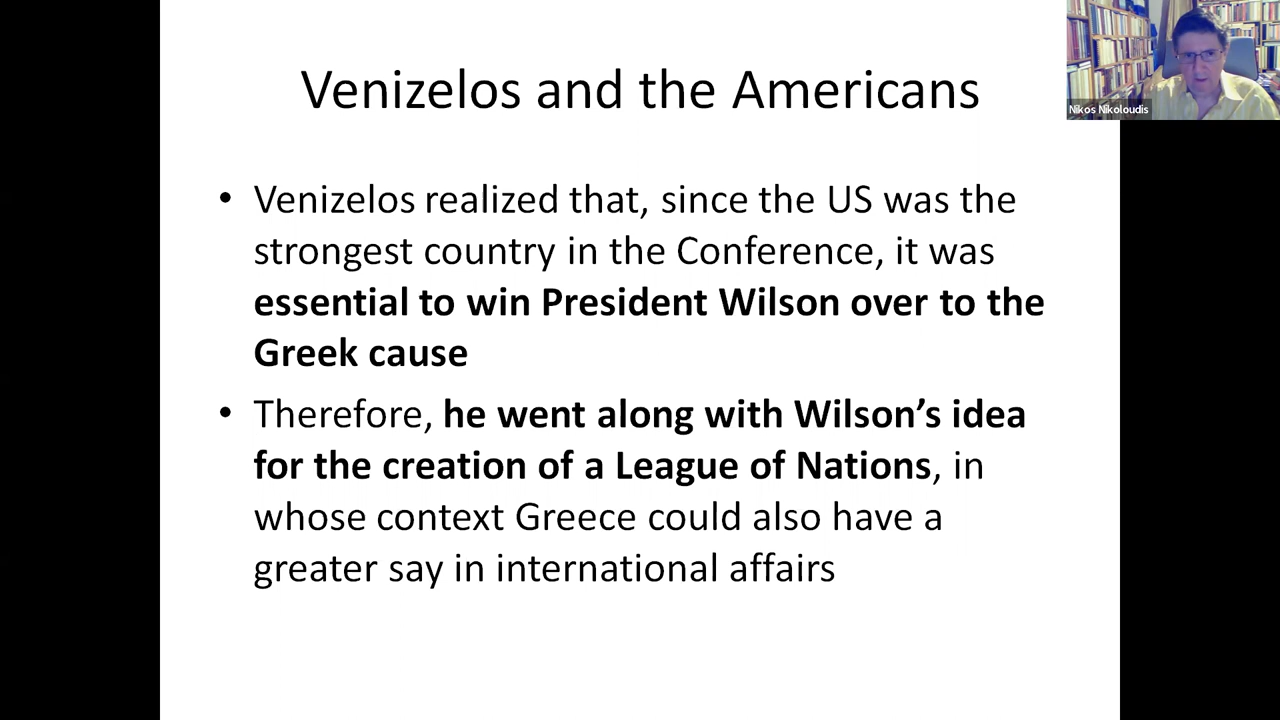 Venizelos and the Americans
Nikos Nikoloudis
• Venizelos realized that, since the US was the
strongest country in the Conference, it was
essential to win President Wilson over to the
Greek cause
• Therefore, he went along with Wilson’s idea
for the creation of a League of Nations, in
whose context Greece could also have a
greater say in international affairs